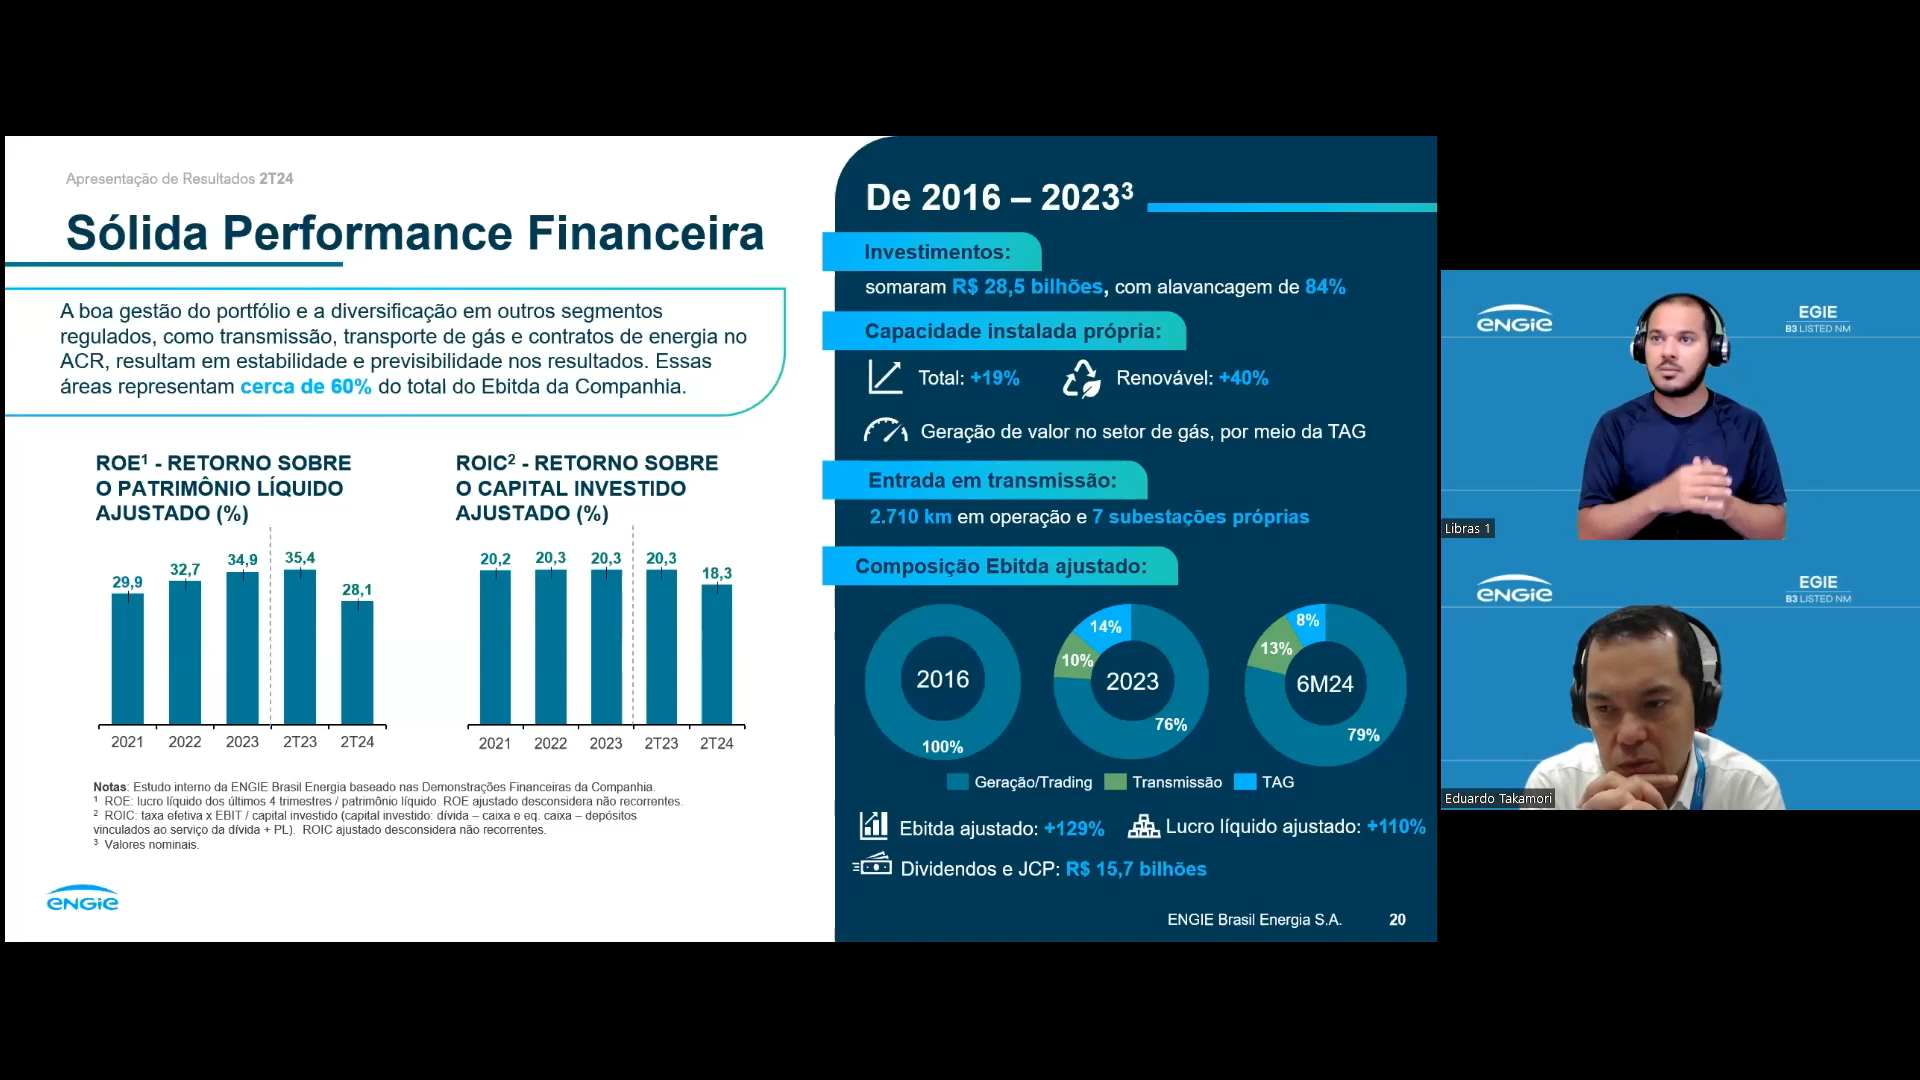 Apresentação de Resultados 2T24
Sólida Performance Financeira
A boa gestão do portfólio e a diversificação em outros segmentos
regulados, como transmissão, transporte de gás e contratos de energia no
ACR, resultam em estabilidade e previsibilidade nos resultados. Essas
áreas representam cerca de 60% do total do Ebitda da Companhia.
ROE¹ - RETORNO SOBRE
O PATRIMÔNIO LÍQUIDO
AJUSTADO (%)
29,9
32,7
34,9
35,4
28,1
2021
2022
2023
2T23
2T24
ROIC² - RETORNO SOBRE
O CAPITAL INVESTIDO
AJUSTADO (%)
20,2
20,3
20,3
20,3
18,3
2021
2022
2023
2T23
2T24
Notas: Estudo interno da ENGIE Brasil Energia baseado nas Demonstrações Financeiras da Companhia.
¹ ROE: lucro líquido dos últimos 4 trimestres / patrimônio líquido. ROE ajustado desconsidera não recorrentes.
² ROIC: taxa efetiva x EBIT / capital investido (capital investido: dívida – caixa e eq. caixa – depósitos
vinculados ao serviço da dívida + PL). ROIC ajustado desconsidera não recorrentes.
³ Valores nominais.
ENGIE
De 2016 – 2023³
Investimentos:
somaram R$ 28,5 bilhões, com alavancagem de 84%
Capacidade instalada própria:
Total: +19%
Renovável: +40%
Geração de valor no setor de gás, por meio da TAG
Entrada em transmissão:
2.710 km em operação e 7 subestações próprias
Composição Ebitda ajustado:
2016
100%
2023
14%
10%
76%
6M24
8%
13%
79%
Geração/Trading
Transmissão
TAG
Ebitda ajustado: +129%
Lucro líquido ajustado: +110%
Dividendos e JCP: R$ 15,7 bilhões
ENGIE Brasil Energia S.A.
20
ENGIE
EGIE
B3 LISTED NM
Libras 1
ENGIE
EGIE
B3 LISTED NM
Eduardo Takamori